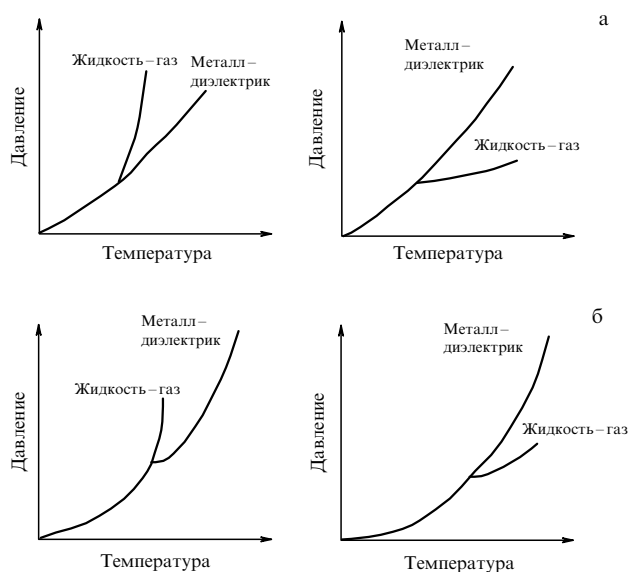 а
Давление
Жидкость – газ
Металл –
диэлектрик
Температура
Давление
Металл –
диэлектрик
Жидкость – газ
Температура
б
Давление
Металл –
диэлектрик
Жидкость – газ
Температура
Давление
Металл –
диэлектрик
Жидкость – газ
Температура